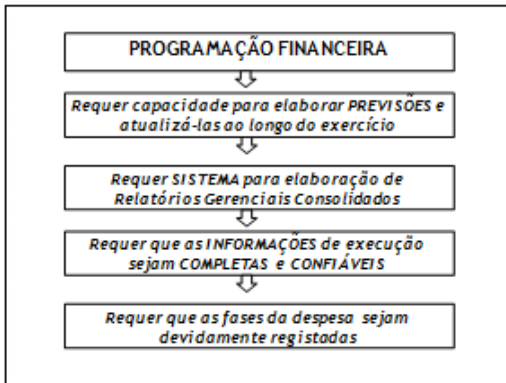 PROGRAMAÇÃO FINANCEIRA
Requer capacidade para elaborar PREVISÕES e
atualizá-las ao longo do exercício
Requer SISTEMA para elaboração de
Relatórios Gerenciais Consolidados
Requer que as INFORMAÇÕES de execução
sejam COMPLETAS e CONFIÁVEIS
Requer que as fases da despesa sejam
devidamente registadas